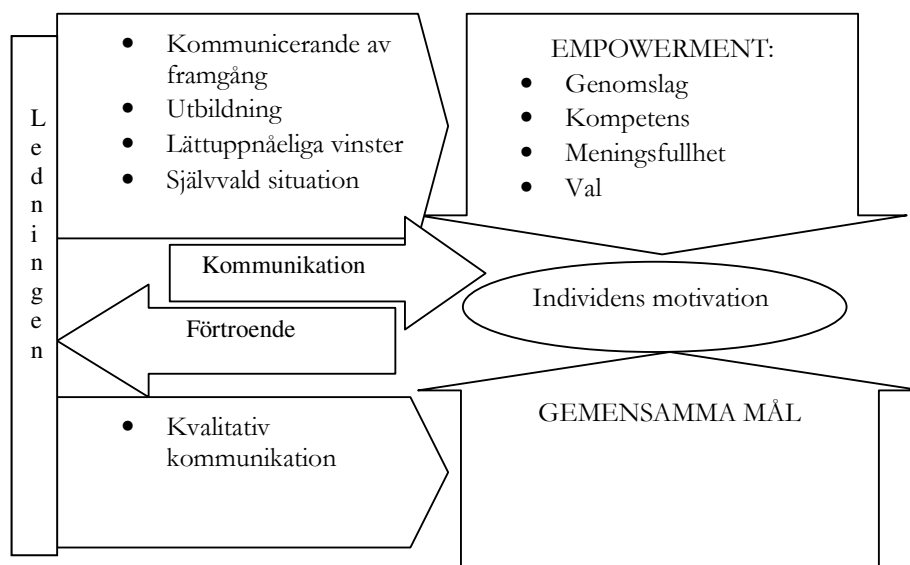 Ledningen
• Kommunicerande av
framgång
• Utbildning
• Lättuppnåeliga vinster
• Självvald situation
EMPOWERMENT:
• Genomslag
• Kompetens
• Meningsfullhet
• Val
Kommunikation
Individens motivation
Förtroende
• Kvalitativ
kommunikation
GEMENSAMMA MÅL